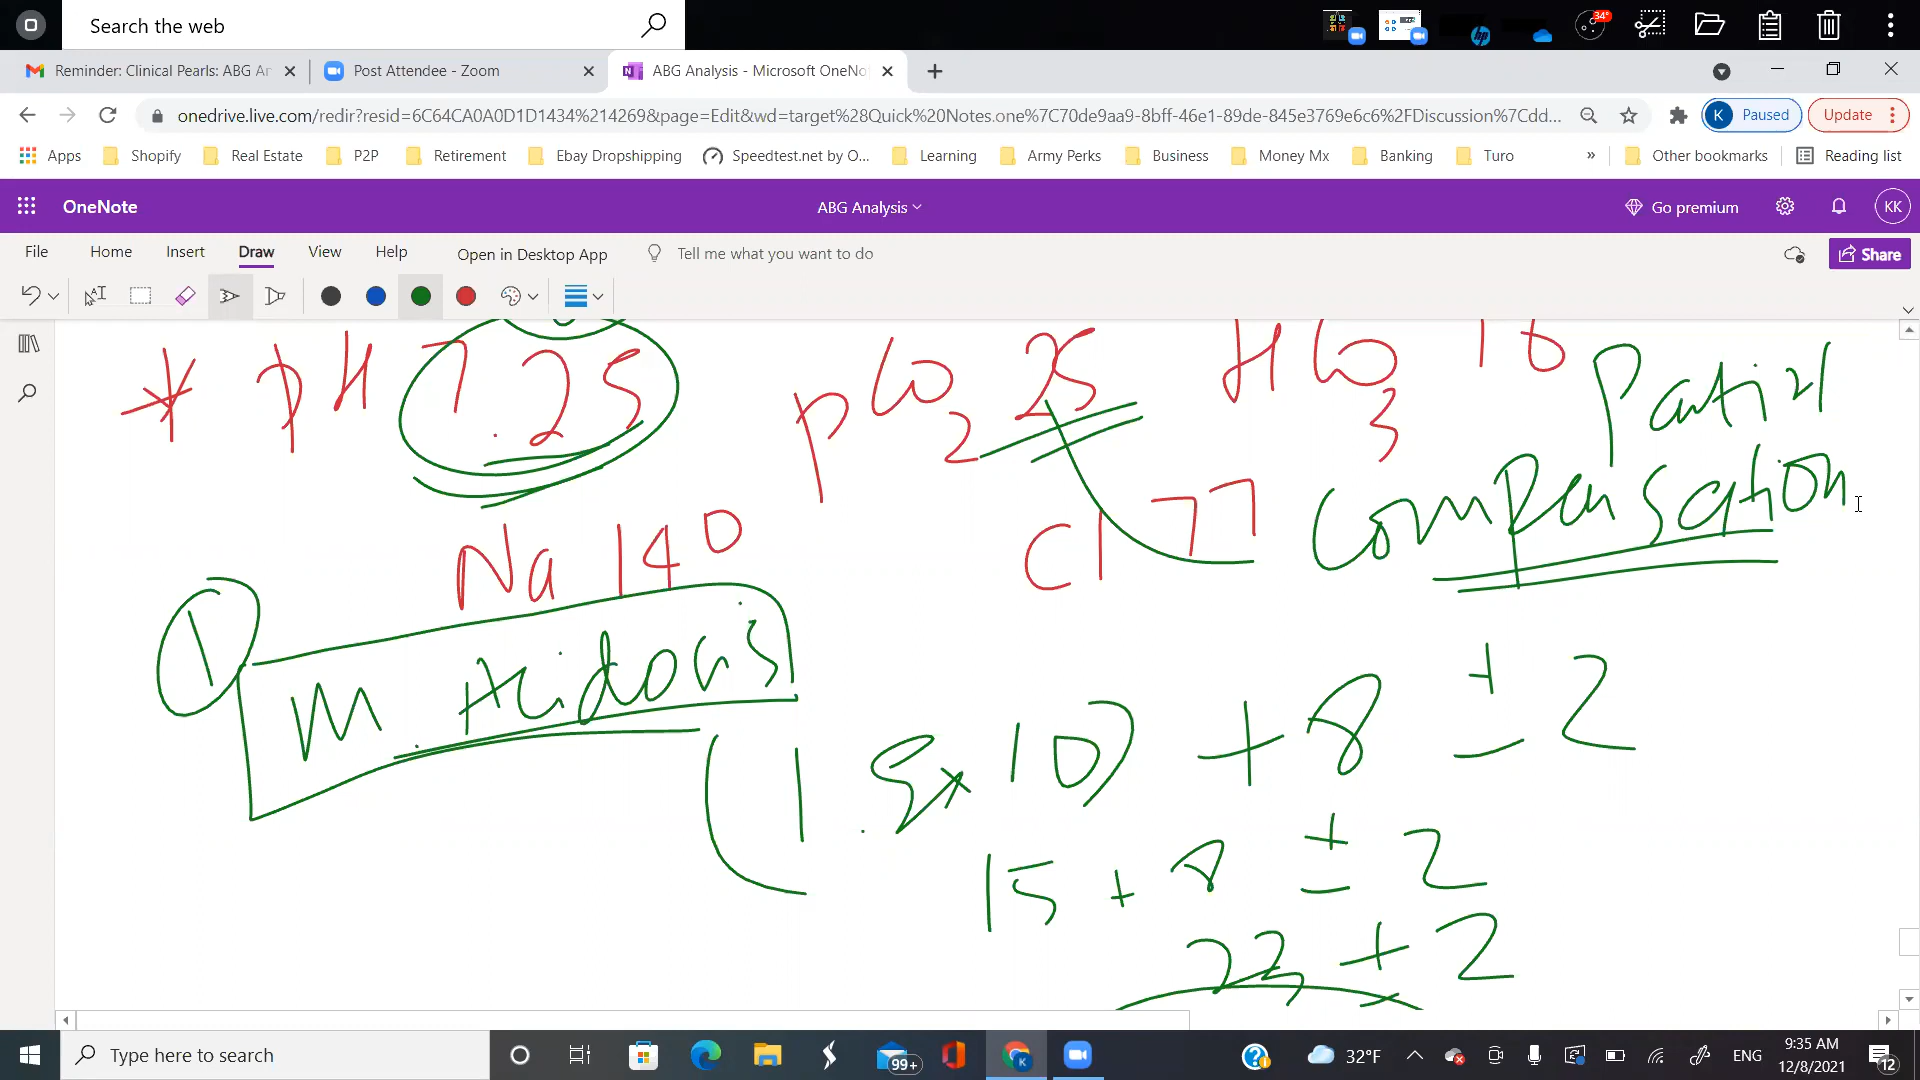 Search the web
34°
Reminder: Clinical Pearls: ABG An
Post Attendee - Zoom
ABG Analysis - Microsoft OneNo
onedrive.live.com/redir?resid=6C64CA0A0D1D1434%214269&page=Edit&wd=target%28Quick%20Notes.one%7C70de9aa9-8bff-46e1-89de-845e3769e6c6%2FDiscussion%7Cdd...
K Paused
Update
Apps
Shopify
Real Estate
P2P
Retirement
Ebay Dropshipping
Speedtest.net by O...
Learning
Army Perks
Business
Money Mx
Banking
Turo
»
Other bookmarks
Reading list
OneNote
ABG Analysis
Go premium
KK
File
Home
Insert
Draw
View
Help
Open in Desktop App
Tell me what you want to do
Share
* pH 7.25 pCO2 25 HCO3 10
Partial
Compensation
Na 140 Cl 77
1
M Acidosis
(1.5 x 10) + 8 ± 2
15 + 8 ± 2
23 ± 2
Type here to search
99+
32°F
ENG
9:35 AM
12/8/2021
12